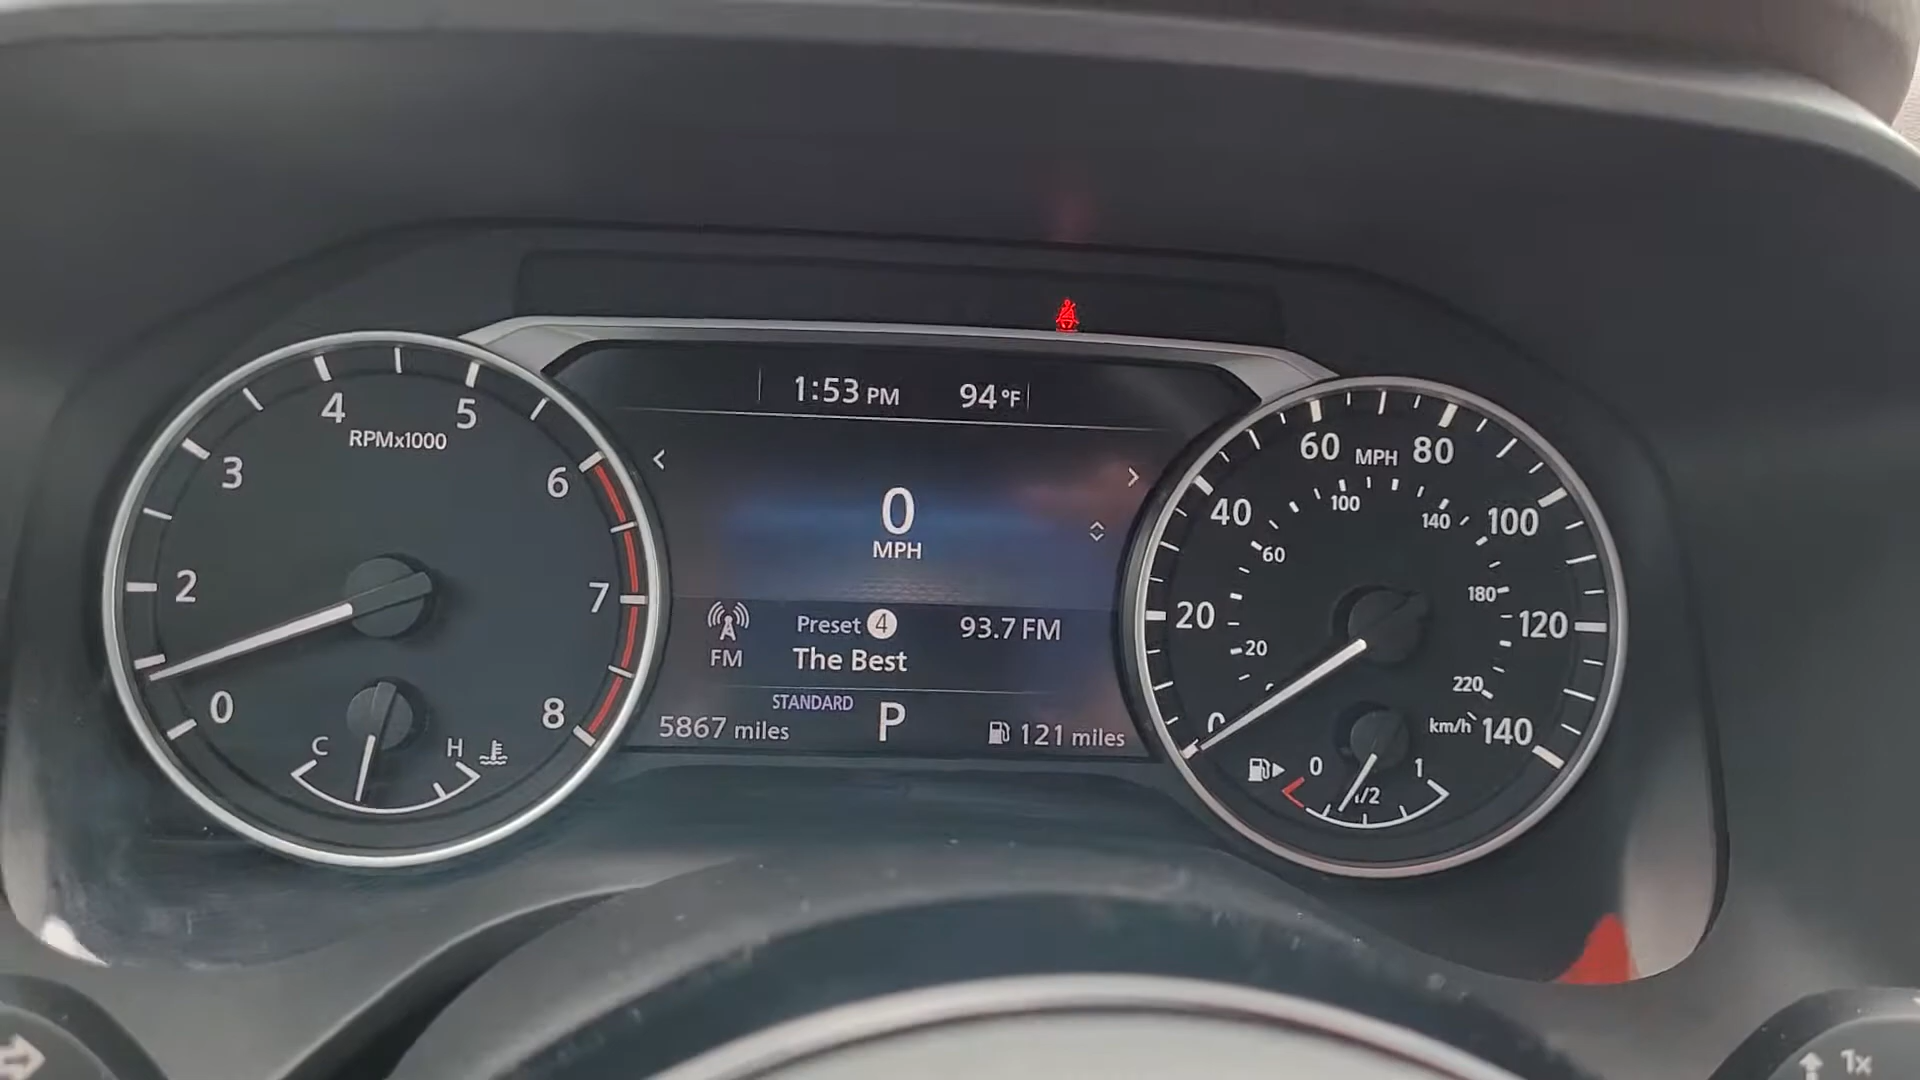 1:53 PM 94°F
4 5
RPMx1000
3 6
2 7
0 8
C H
0
MPH
FM
Preset 4 93.7 FM
The Best
STANDARD
5867 miles P 121 miles
60 MPH 80
40 100
20 120
0 140
100 140
60 180
20 220
km/h
0 1
1/2
1x